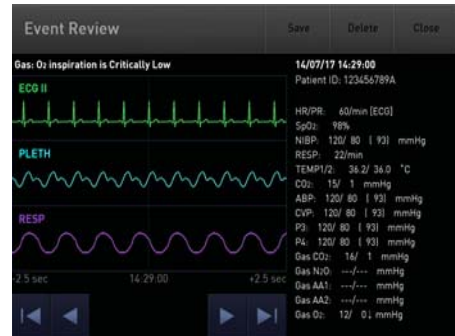 Event Review
Save Delete Close
Gas: O₂ inspiration is Critically Low
ECG II
PLETH
RESP
-2.5 sec 14:29:00 +2.5 sec
14/07/17 14:29:00
Patient ID: 123456789A
HR/PR: 60/min [ECG]
SpO₂: 98%
NIBP: 120/ 80 [ 93] mmHg
RESP: 22/min
TEMP1/2: 36.2/ 36.0 °C
CO₂: 15/ 1 mmHg
ABP: 120/ 80 [ 93] mmHg
CVP: 120/ 80 [ 93] mmHg
P3: 120/ 80 [ 93] mmHg
P4: 120/ 80 [ 93] mmHg
Gas CO₂: 16/ 1 mmHg
Gas N₂O: ---/--- mmHg
Gas AA1: ---/--- mmHg
Gas AA2: ---/--- mmHg
Gas O₂: 12/ 0↓ mmHg